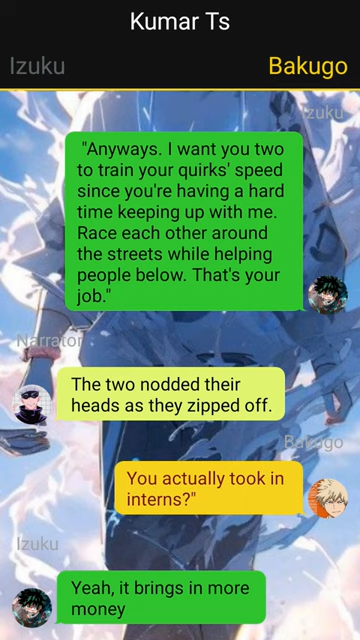 Kumar Ts
Izuku
Bakugo
Izuku
"Anyways. I want you two
to train your quirks' speed
since you're having a hard
time keeping up with me.
Race each other around
the streets while helping
people below. That's your
job."
Narrator
The two nodded their
heads as they zipped off.
Bakugo
You actually took in
interns?"
Izuku
Yeah, it brings in more
money